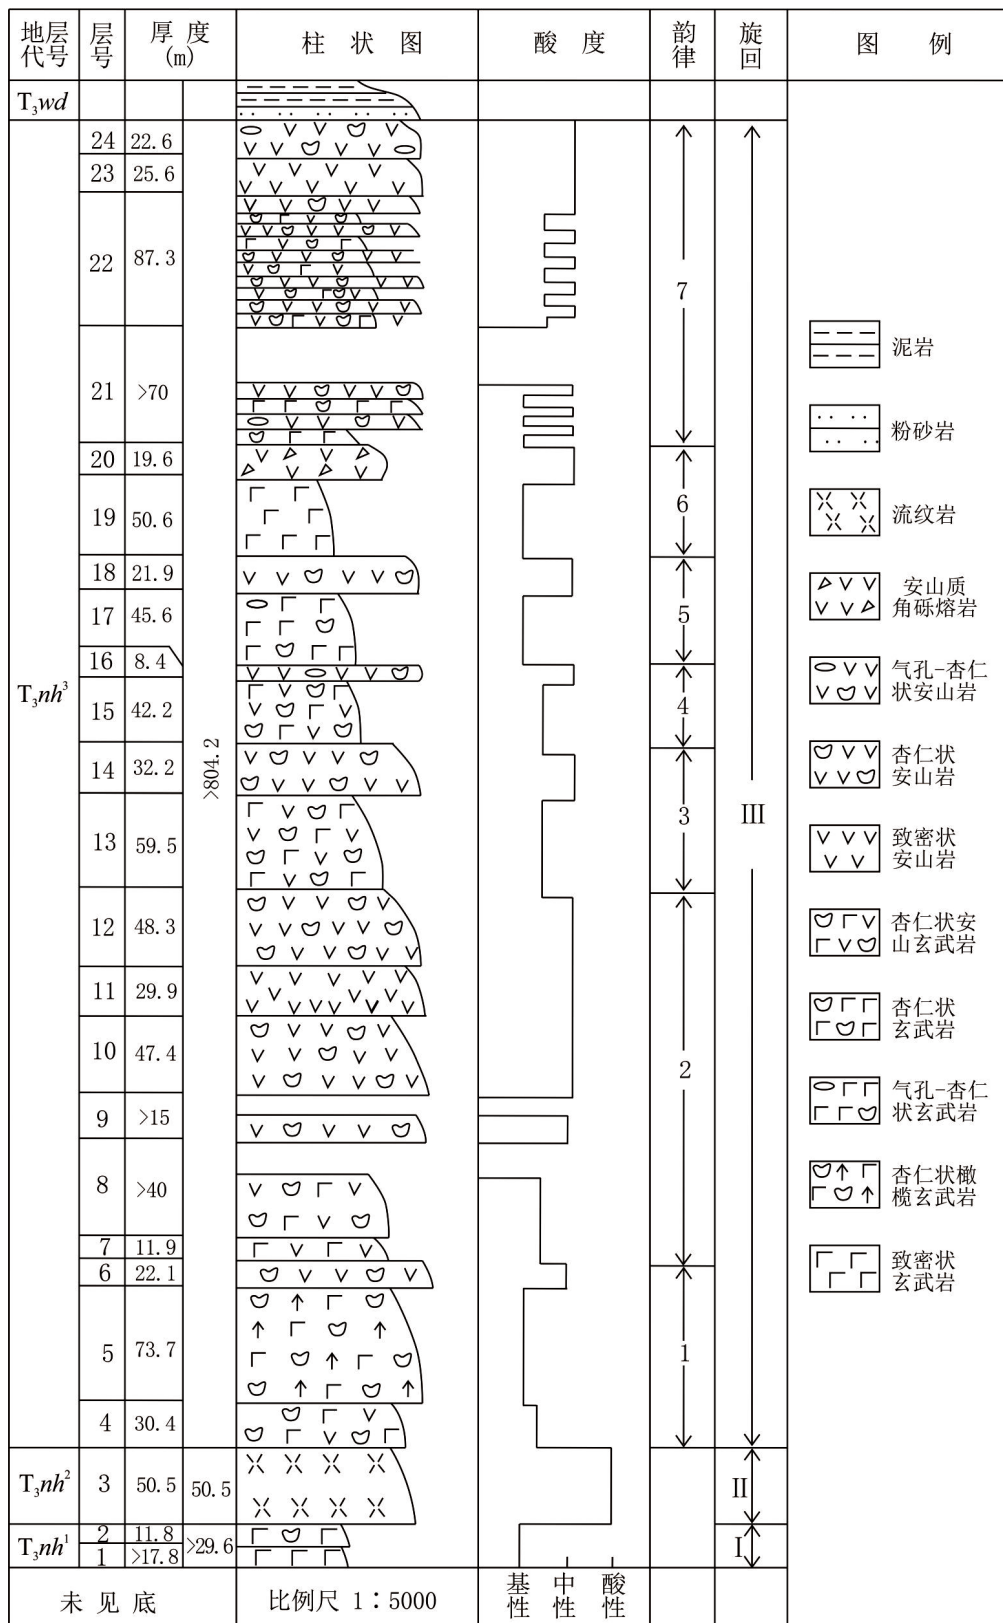 地层代号 层号 厚度(m) 柱状图 酸度 韵律 旋回 图例
T₃wd
24 22.6
23 25.6
22 87.3
7
21 >70
20 19.6
6
19 50.6
18 21.9
5
17 45.6
16 8.4
T₃nh³
4
15 42.2
>804.2
14 32.2
3
III
13 59.5
12 48.3
11 29.9
10 47.4
2
9 >15
8 >40
7 11.9
6 22.1
5 73.7
1
4 30.4
T₃nh² 3 50.5 50.5 II
T₃nh¹ 2 11.8 >29.6 I
1 >17.8
未见底 比例尺 1:5000 基性 中性 酸性
泥岩
粉砂岩
流纹岩
安山质
角砾熔岩
气孔-杏仁
状安山岩
杏仁状
安山岩
致密状
安山岩
杏仁状安
山玄武岩
杏仁状
玄武岩
气孔-杏仁
状玄武岩
杏仁状橄
榄玄武岩
致密状
玄武岩